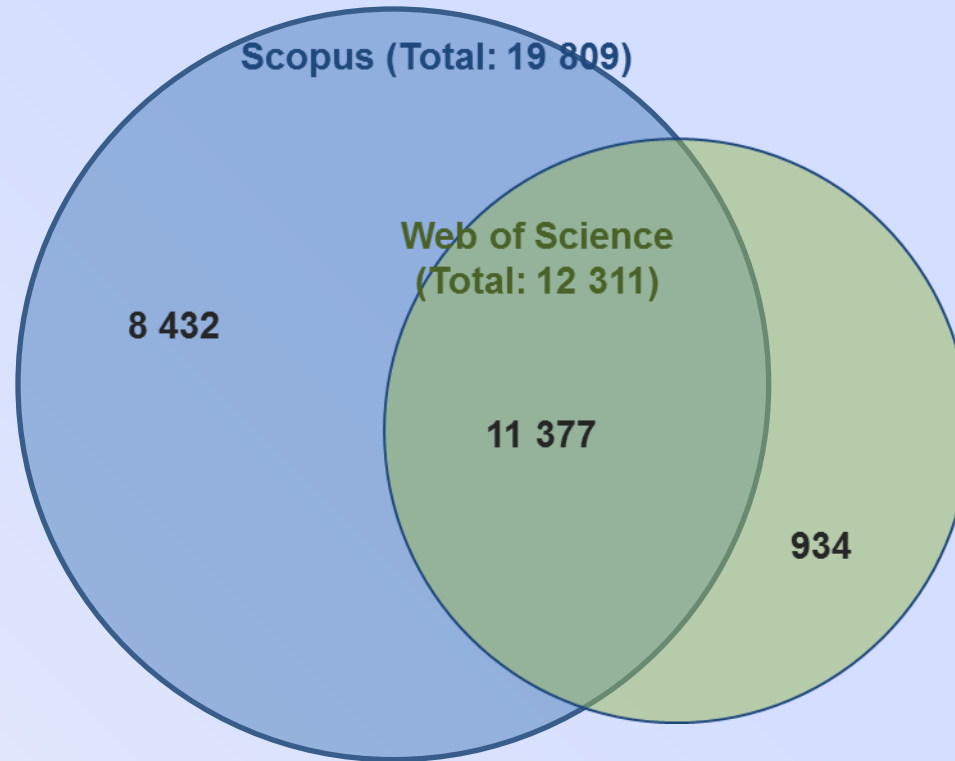 Scopus (Total: 19 809)
Web of Science
(Total: 12 311)
8 432
11 377
934